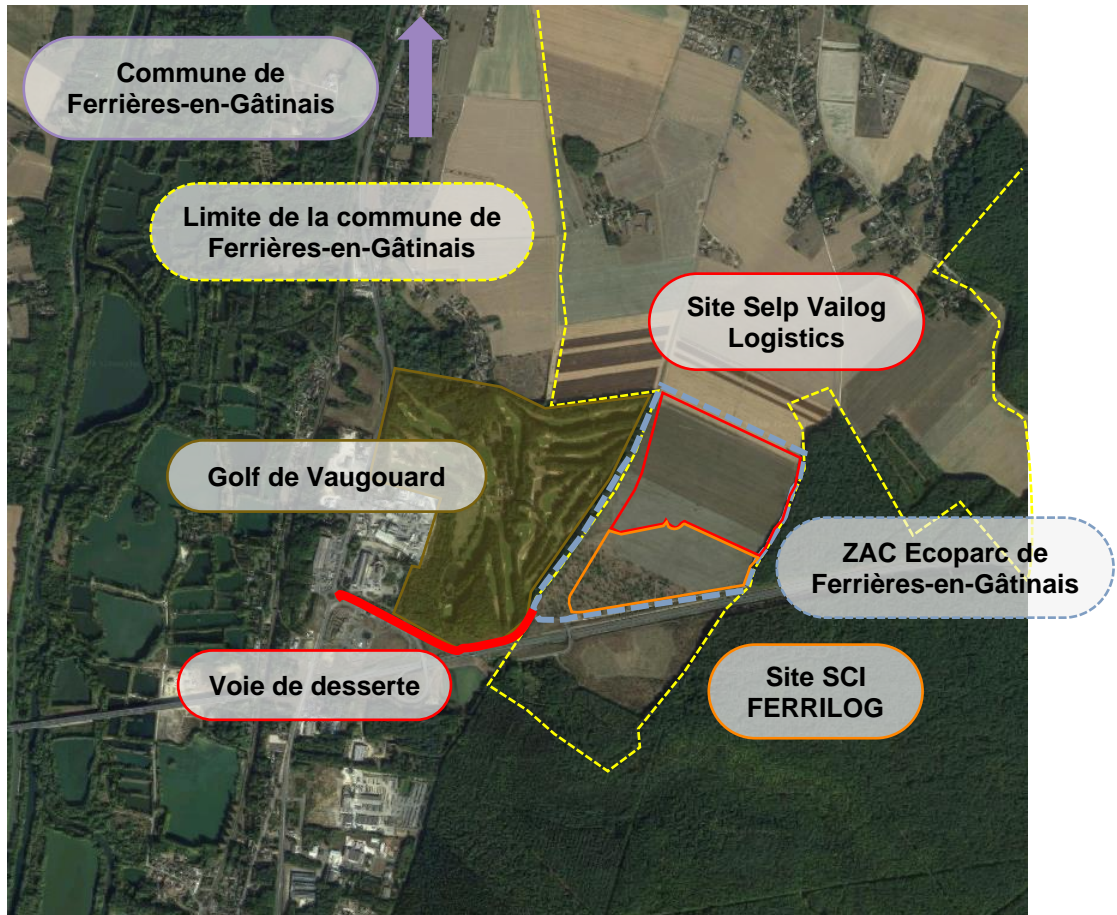 Commune de
Ferrières-en-Gâtinais
Limite de la commune de
Ferrières-en-Gâtinais
Site Selp Vailog
Logistics
Golf de Vaugouard
ZAC Ecoparc de
Ferrières-en-Gâtinais
Voie de desserte
Site SCI
FERRILOG